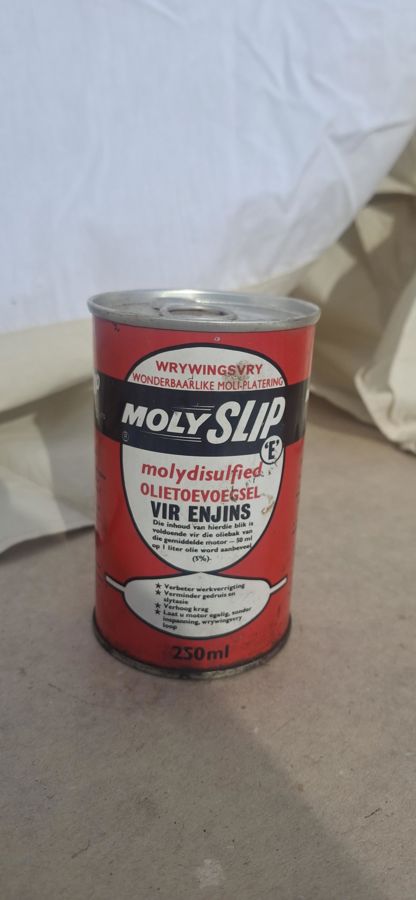 WRYWINGSVRY
WONDERBAARLIKE MOLI-PLATERING
MOLYSLIP
®
'E'
molydisulfied
OLIETOEVOEGSEL
VIR ENJINS
Die inhoud van hierdie blik is
voldoende vir die oliebak van
die gemiddelde motor — 50 ml
op 1 liter olie word aanbeveel
(5%).
★ Verbeter werkverrigting
★ Verminder gedruis en
slytasie
★ Verhoog krag
★ Laat u motor egalig, sonder
inspanning, wrywingsvry
loop
250ml